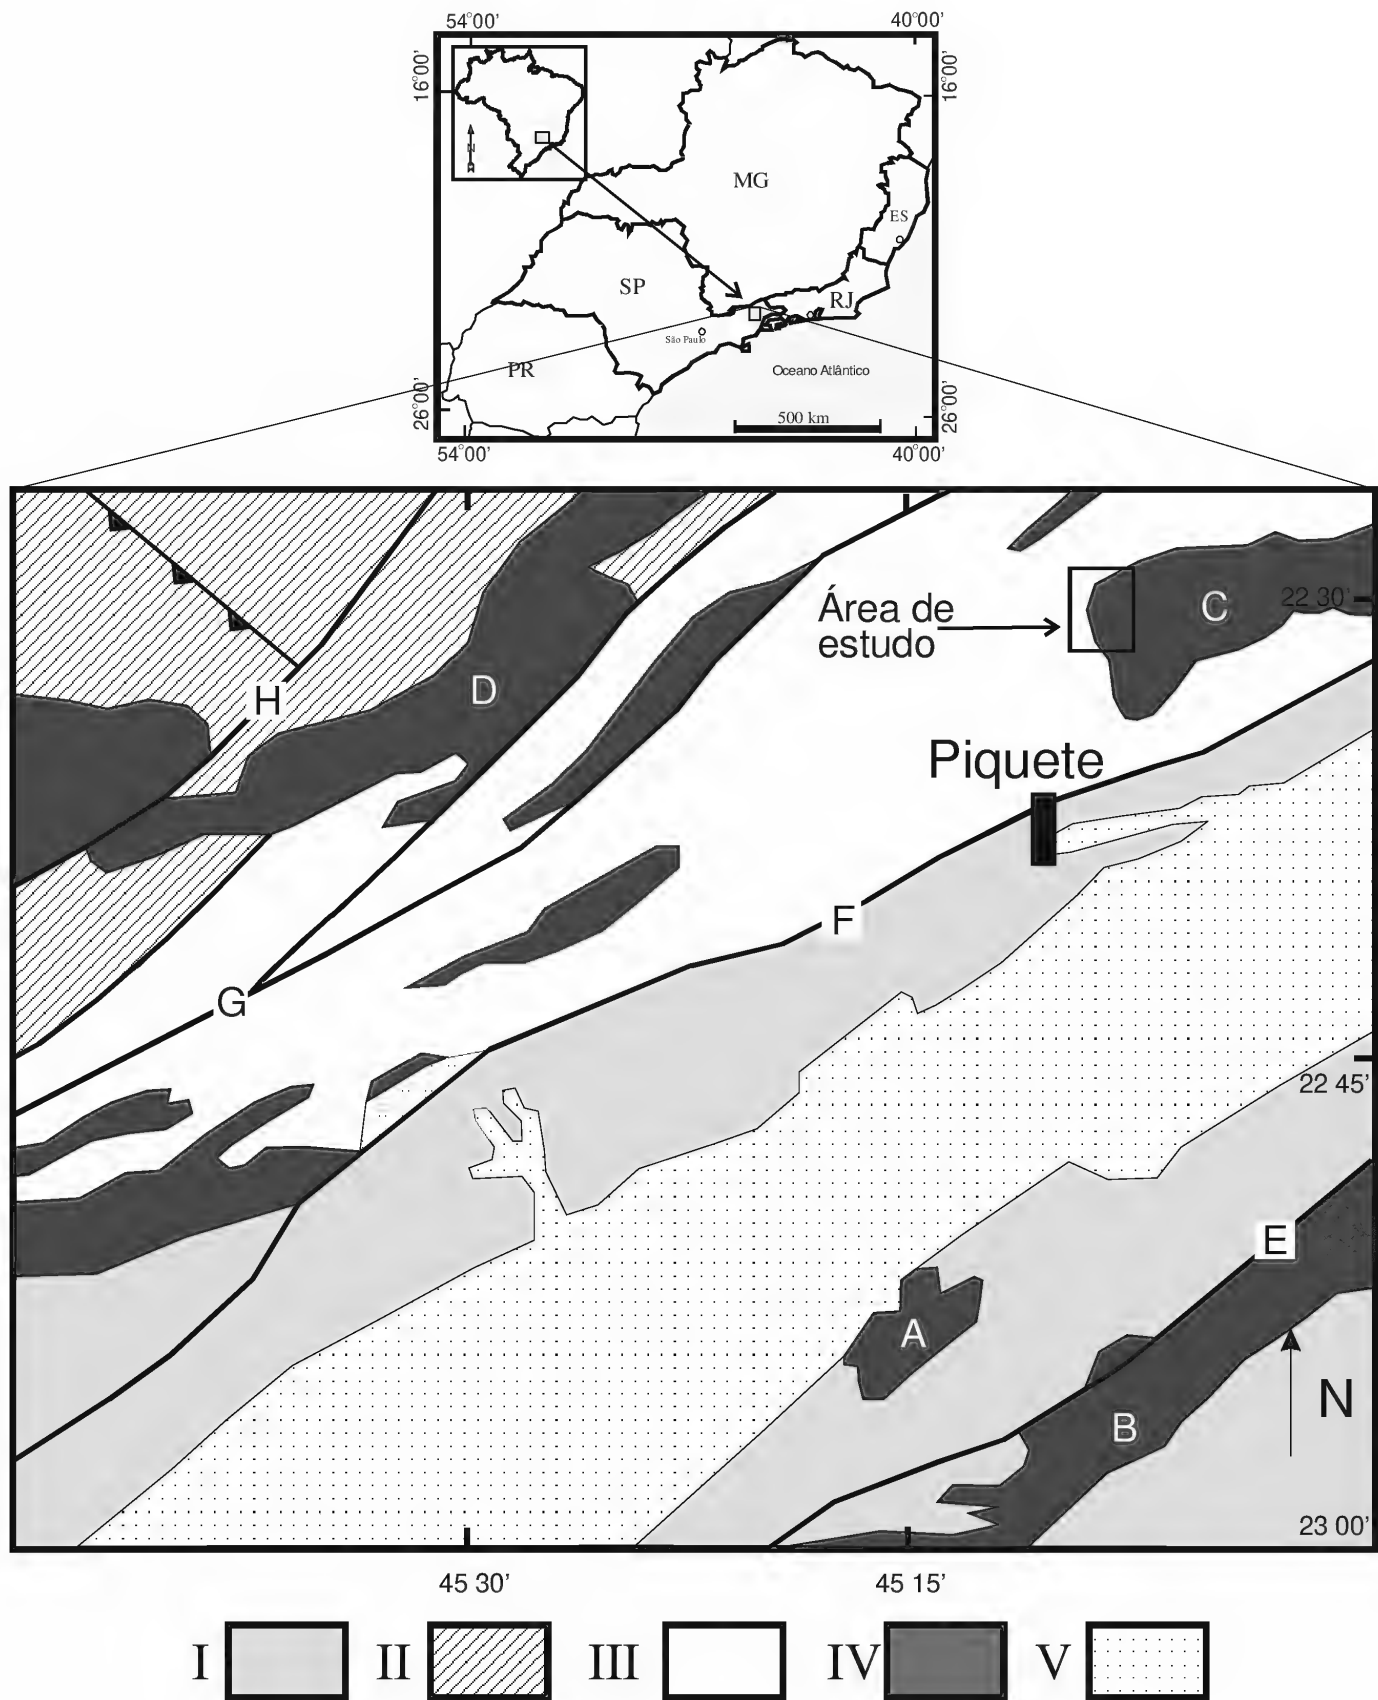 54°00'
40°00'
16°00'
16°00'
N
MG
ES
SP
RJ
São Paulo
PR
Oceano Atlântico
26°00'
26°00'
500 km
54°00'
40°00'
Área de
estudo
C
22 30'
D
H
Piquete
F
G
22 45'
E
A
N
B
23 00'
45 30'
45 15'
I
II
III
IV
V